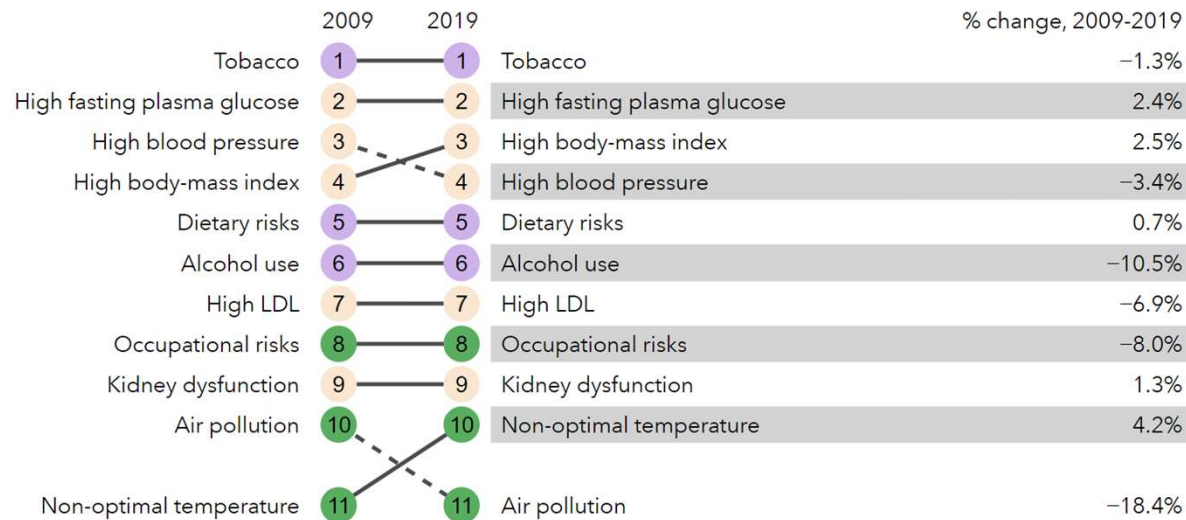 2009 2019 % change, 2009-2019
Tobacco 1 1 Tobacco −1.3%
High fasting plasma glucose 2 2 High fasting plasma glucose 2.4%
High blood pressure 3 3 High body-mass index 2.5%
High body-mass index 4 4 High blood pressure −3.4%
Dietary risks 5 5 Dietary risks 0.7%
Alcohol use 6 6 Alcohol use −10.5%
High LDL 7 7 High LDL −6.9%
Occupational risks 8 8 Occupational risks −8.0%
Kidney dysfunction 9 9 Kidney dysfunction 1.3%
Air pollution 10 10 Non-optimal temperature 4.2%
Non-optimal temperature 11 11 Air pollution −18.4%